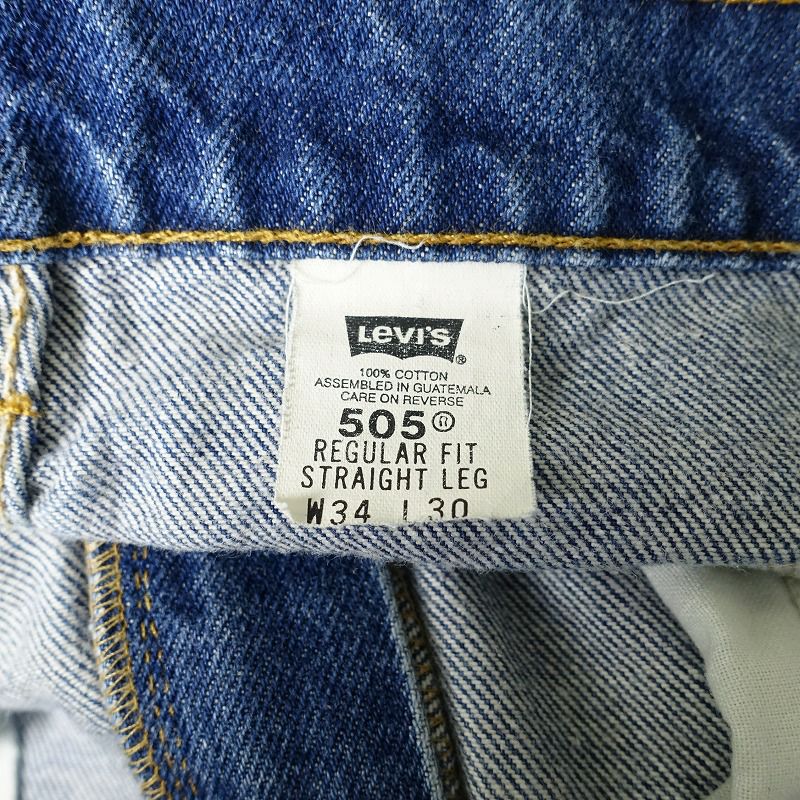 LEVI'S ®
100% COTTON
ASSEMBLED IN GUATEMALA
CARE ON REVERSE
505 ®
REGULAR FIT
STRAIGHT LEG
W34 L30